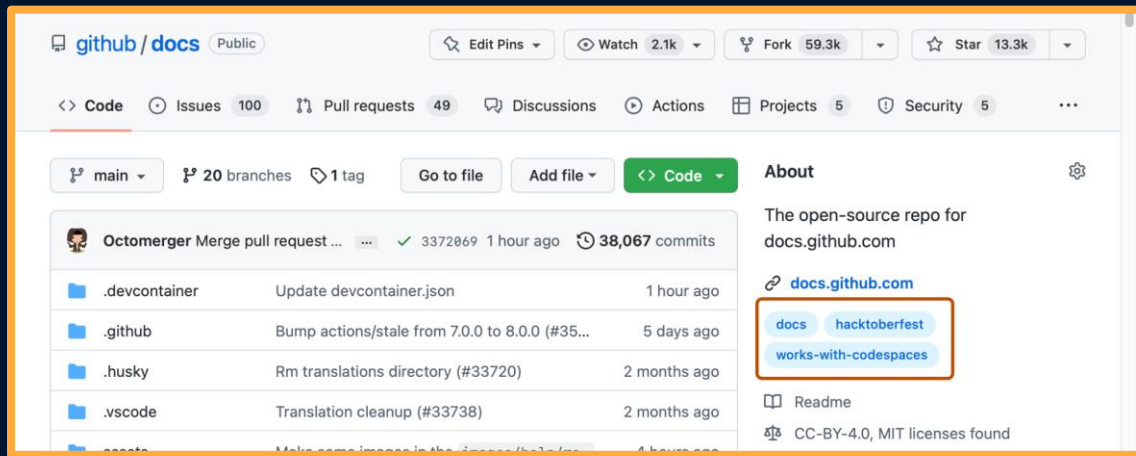 github / docs Public Edit Pins Watch 2.1k Fork 59.3k Star 13.3k
Code Issues 100 Pull requests 49 Discussions Actions Projects 5 Security 5 ...
main 20 branches 1 tag Go to file Add file <> Code
Octomerger Merge pull request ... ... 3372069 1 hour ago 38,067 commits
.devcontainer Update devcontainer.json 1 hour ago
.github Bump actions/stale from 7.0.0 to 8.0.0 (#35... 5 days ago
.husky Rm translations directory (#33720) 2 months ago
.vscode Translation cleanup (#33738) 2 months ago
About
The open-source repo for
docs.github.com
docs.github.com
docs hacktoberfest
works-with-codespaces
Readme
CC-BY-4.0, MIT licenses found